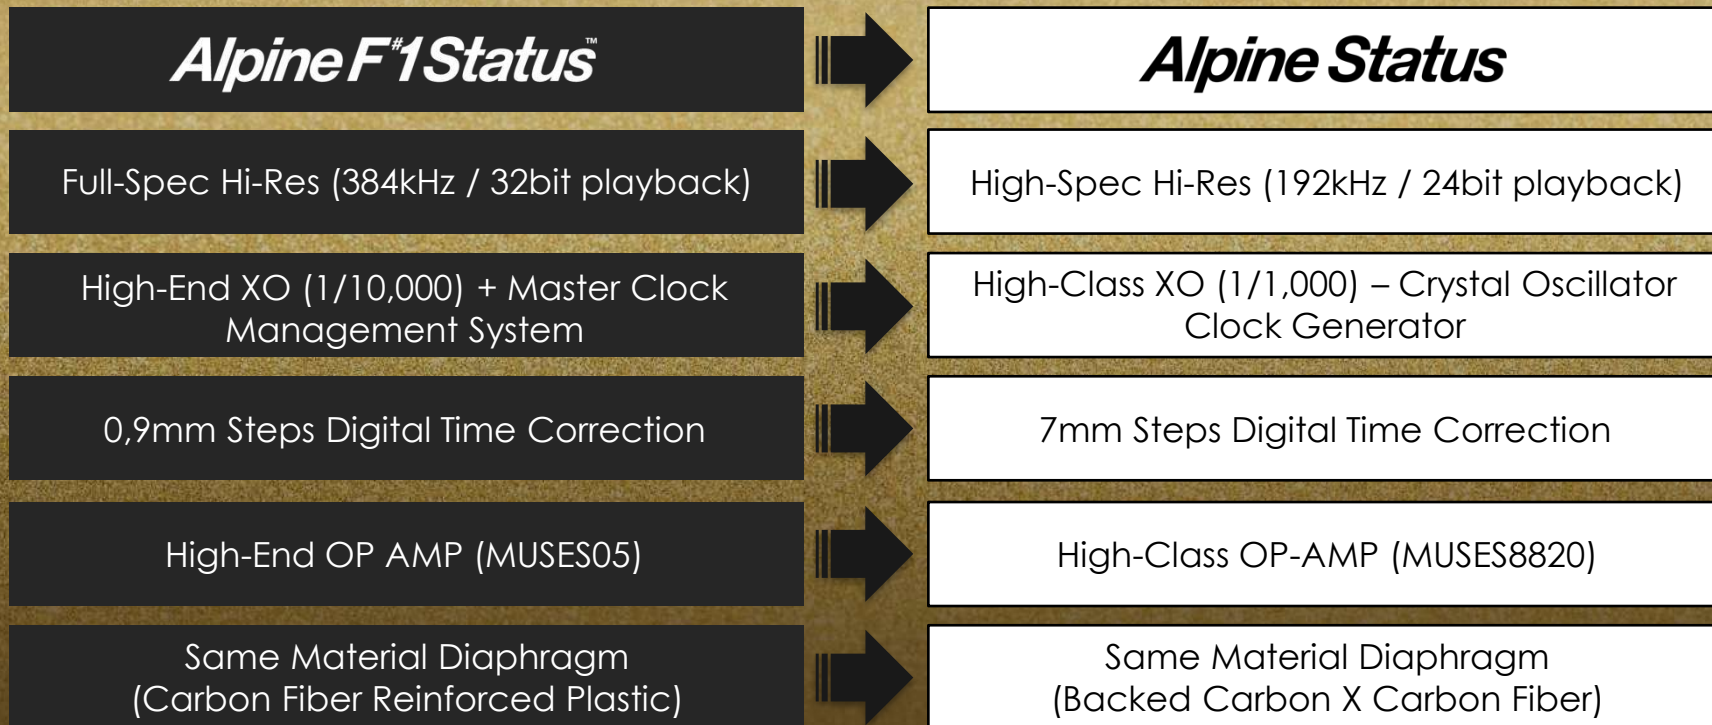 Alpine F#1Status™
Alpine Status
Full-Spec Hi-Res (384kHz / 32bit playback)
High-Spec Hi-Res (192kHz / 24bit playback)
High-End XO (1/10,000) + Master Clock
Management System
High-Class XO (1/1,000) – Crystal Oscillator
Clock Generator
0,9mm Steps Digital Time Correction
7mm Steps Digital Time Correction
High-End OP AMP (MUSES05)
High-Class OP-AMP (MUSES8820)
Same Material Diaphragm
(Carbon Fiber Reinforced Plastic)
Same Material Diaphragm
(Backed Carbon X Carbon Fiber)